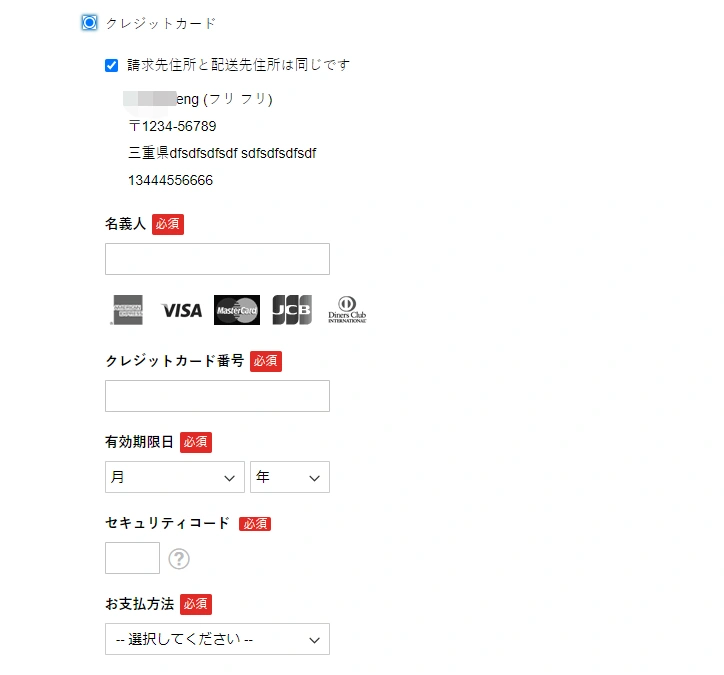 クレジットカード
請求先住所と配送先住所は同じです
eng (フリ フリ)
〒1234-56789
三重県dfsdfsdfsdf sdfsdfsdfsdf
13444556666
名義人 必須
AMERICAN EXPRESS VISA MasterCard JCB Diners Club INTERNATIONAL
クレジットカード番号 必須
有効期限日 必須
月 年
セキュリティコード 必須
?
お支払方法 必須
-- 選択してください --